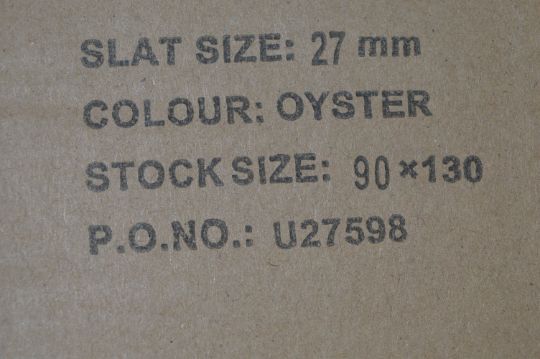 SLAT SIZE: 27 mm
COLOUR: OYSTER
STOCK SIZE: 90 ×130
P.O.NO.: U27598